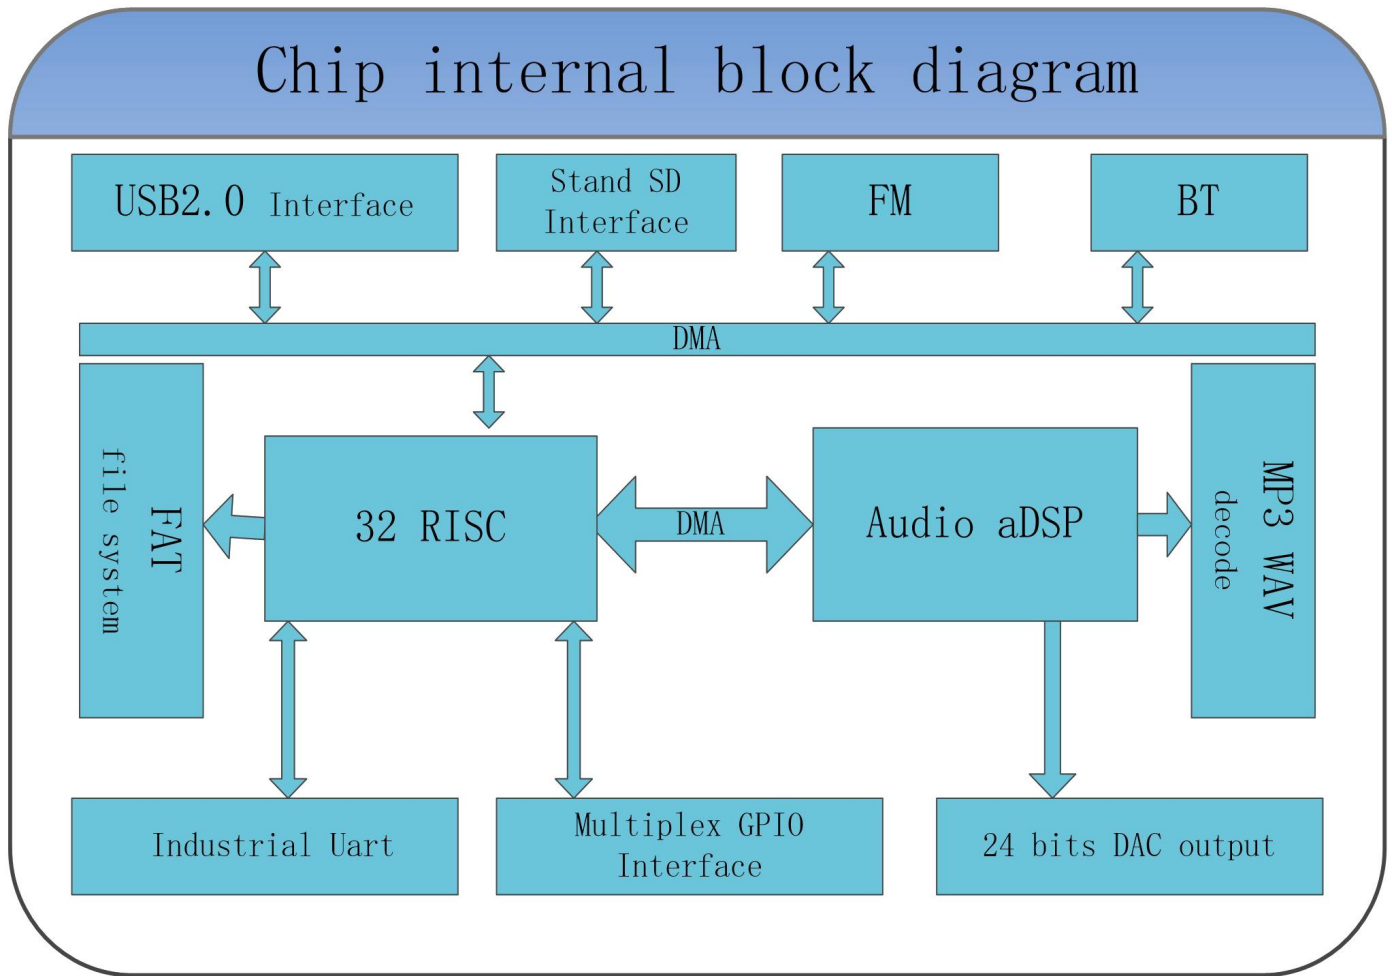 Chip internal block diagram
USB2.0 Interface
Stand SD
Interface
FM
BT
DMA
FAT
file system
32 RISC
DMA
Audio aDSP
MP3 WAV
decode
Industrial Uart
Multiplex GPIO
Interface
24 bits DAC output